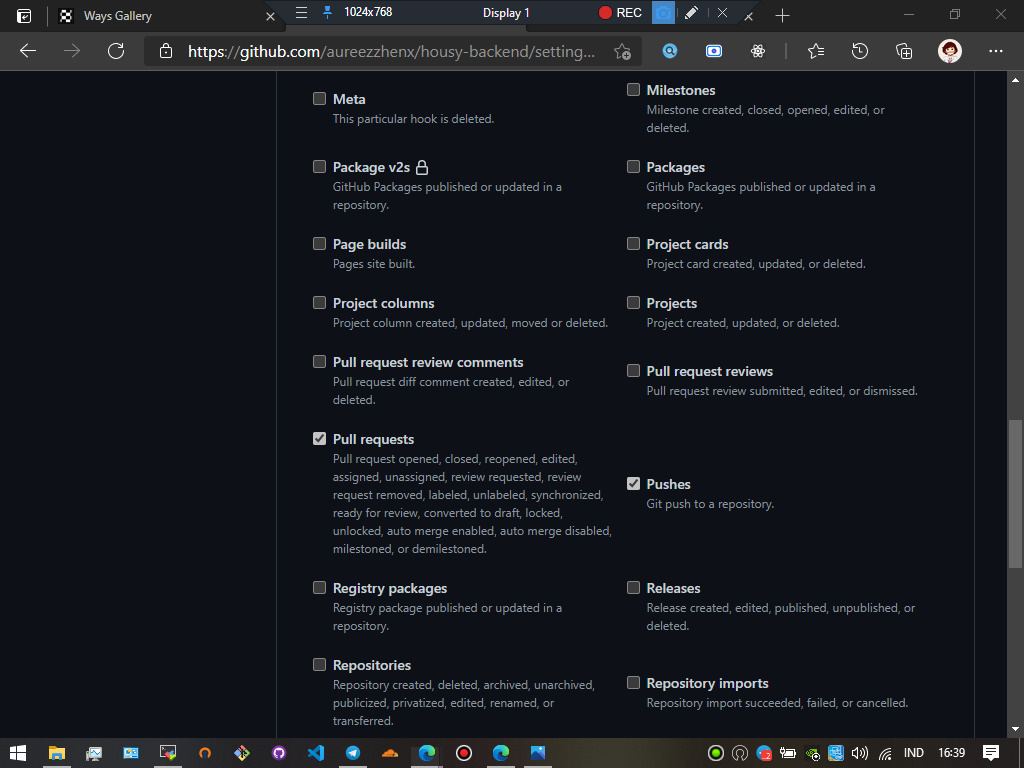 Ways Gallery
1024x768
Display 1
REC
https://github.com/aureezzhenx/housy-backend/setting...
Meta
This particular hook is deleted.
Milestones
Milestone created, closed, opened, edited, or
deleted.
Package v2s
GitHub Packages published or updated in a
repository.
Packages
GitHub Packages published or updated in a
repository.
Page builds
Pages site built.
Project cards
Project card created, updated, or deleted.
Project columns
Project column created, updated, moved or deleted.
Projects
Project created, updated, or deleted.
Pull request review comments
Pull request diff comment created, edited, or
deleted.
Pull request reviews
Pull request review submitted, edited, or dismissed.
Pull requests
Pull request opened, closed, reopened, edited,
assigned, unassigned, review requested, review
request removed, labeled, unlabeled, synchronized,
ready for review, converted to draft, locked,
unlocked, auto merge enabled, auto merge disabled,
milestoned, or demilestoned.
Pushes
Git push to a repository.
Registry packages
Registry package published or updated in a
repository.
Releases
Release created, edited, published, unpublished, or
deleted.
Repositories
Repository created, deleted, archived, unarchived,
publicized, privatized, edited, renamed, or
transferred.
Repository imports
Repository import succeeded, failed, or cancelled.
IND
16:39